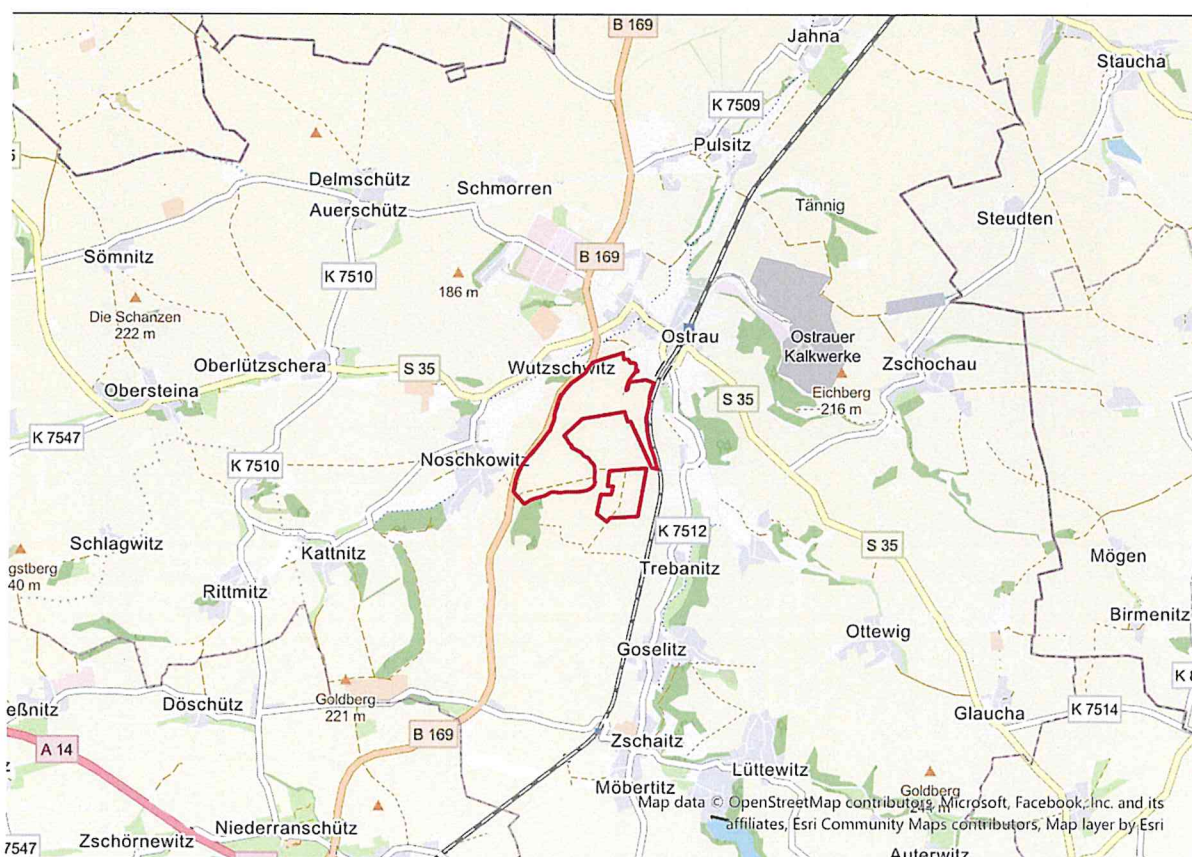 B 169
Jahna
Staucha
K 7509
Pulsitz
Delmschütz
Schmorren
Auerschütz
Tännig
Steudten
Sömnitz
B 169
K 7510
186 m
Die Schanzen
222 m
Ostrau
Ostrauer
Kalkwerke
Oberlützschera
S 35
Wutzschwitz
Zschochau
Obersteina
Eichberg
216 m
S 35
K 7547
Noschkowitz
K 7510
K 7512
Schlagwitz
Kattnitz
S 35
Trebanitz
Mögen
gstberg
40 m
Rittmitz
Birmenitz
Ottewig
Goselitz
Goldberg
221 m
Döschütz
eßnitz
Glaucha
K 7514
A 14
B 169
Zschaitz
Möbertitz
Lüttewitz
Goldberg
244 m
Map data © OpenStreetMap contributors, Microsoft, Facebook, Inc. and its
affiliates, Esri Community Maps contributors, Map layer by Esri
Niederranschütz
7547
Zschörnewitz
Auterwitz